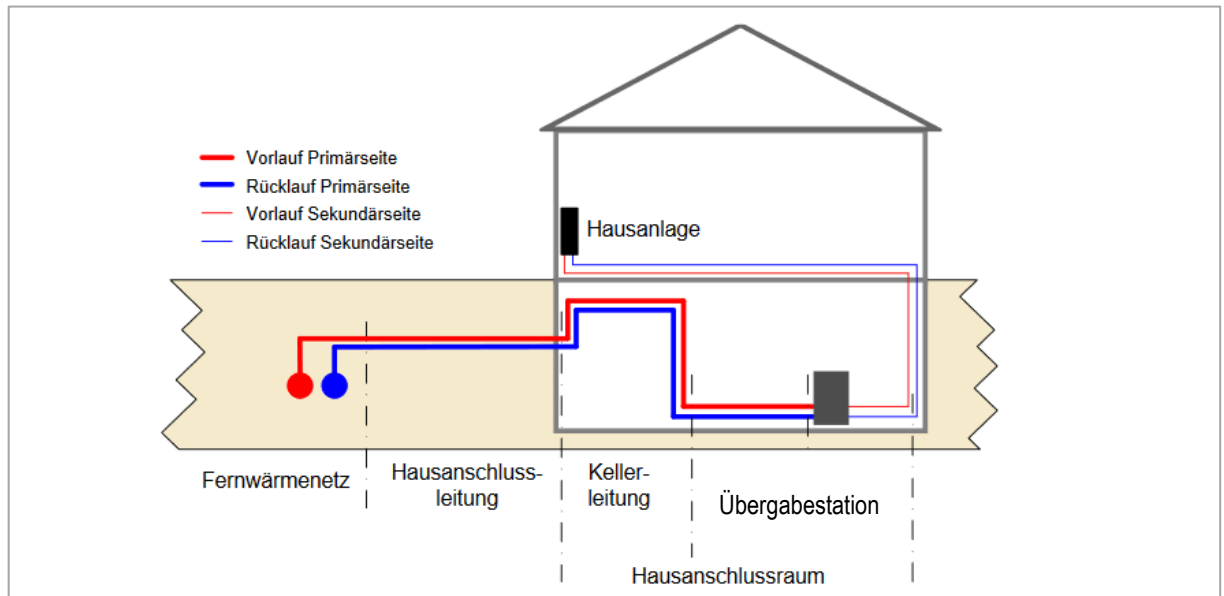 Vorlauf Primärseite
Rücklauf Primärseite
Vorlauf Sekundärseite
Rücklauf Sekundärseite
Hausanlage
Fernwärmenetz
Hausanschluss-
leitung
Keller-
leitung
Übergabestation
Hausanschlussraum